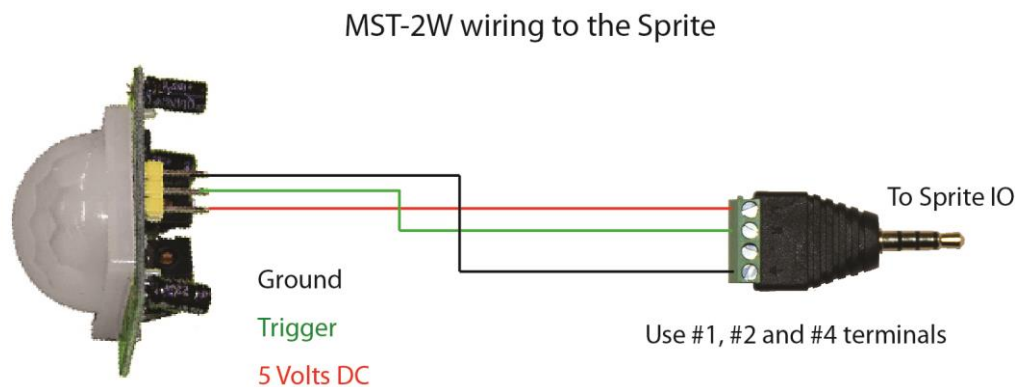 MST-2W wiring to the Sprite
To Sprite IO
Ground
Trigger
5 Volts DC
Use #1, #2 and #4 terminals